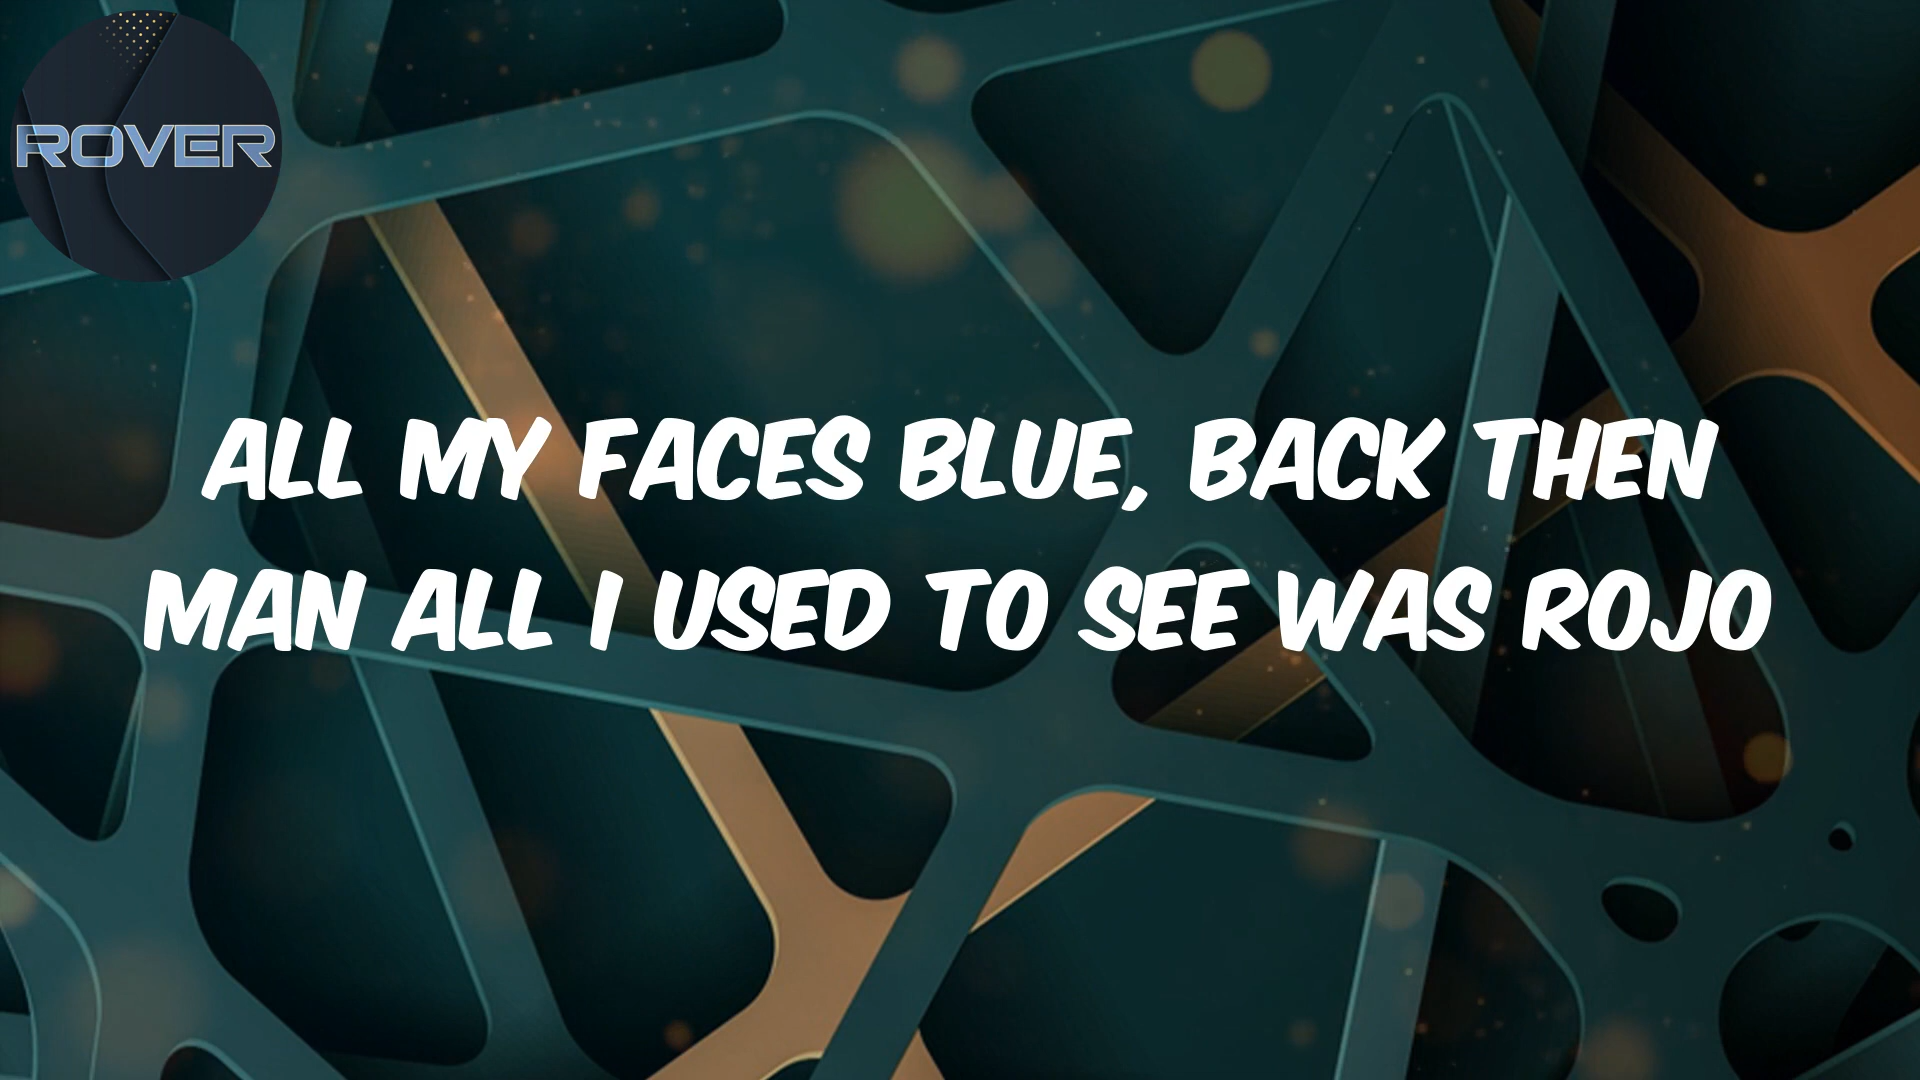 ROVER
ALL MY FACES BLUE, BACK THEN
MAN ALL I USED TO SEE WAS ROJO